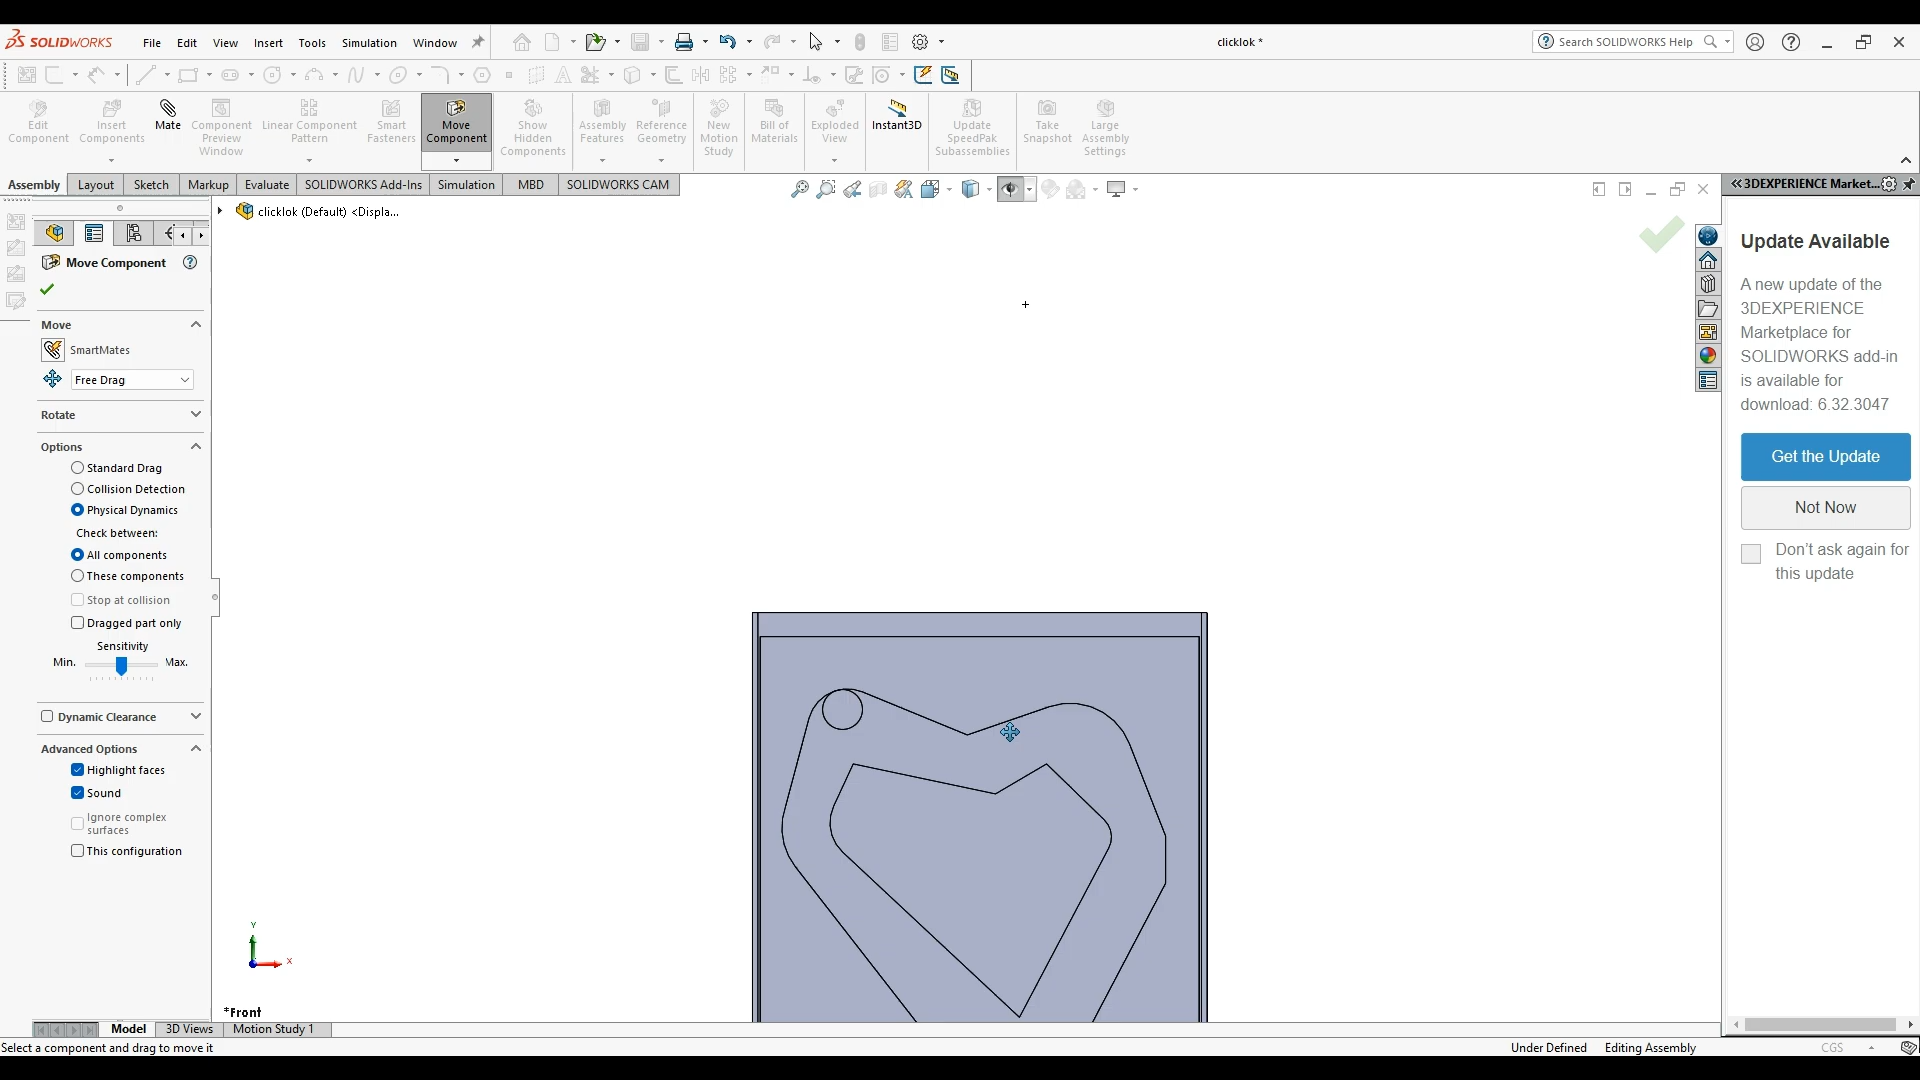 SOLIDWORKS
File Edit View Insert Tools Simulation Window
clicklok *
Search SOLIDWORKS Help
Edit Component
Insert Components
Mate
Component Preview Window
Linear Component Pattern
Smart Fasteners
Move Component
Show Hidden Components
Assembly Features
Reference Geometry
New Motion Study
Bill of Materials
Exploded View
Instant3D
Update SpeedPak Subassemblies
Take Snapshot
Large Assembly Settings
Assembly Layout Sketch Markup Evaluate SOLIDWORKS Add-Ins Simulation MBD SOLIDWORKS CAM
3DEXPERIENCE Market...
clicklok (Default) <Displa...
Move Component
Move
SmartMates
Free Drag
Rotate
Options
Standard Drag
Collision Detection
Physical Dynamics
Check between:
All components
These components
Stop at collision
Dragged part only
Sensitivity
Min. Max.
Dynamic Clearance
Advanced Options
Highlight faces
Sound
Ignore complex
surfaces
This configuration
Y
X
*Front
Update Available
A new update of the
3DEXPERIENCE
Marketplace for
SOLIDWORKS add-in
is available for
download: 6.32.3047
Get the Update
Not Now
Don't ask again for
this update
Model 3D Views Motion Study 1
Select a component and drag to move it
Under Defined Editing Assembly CGS